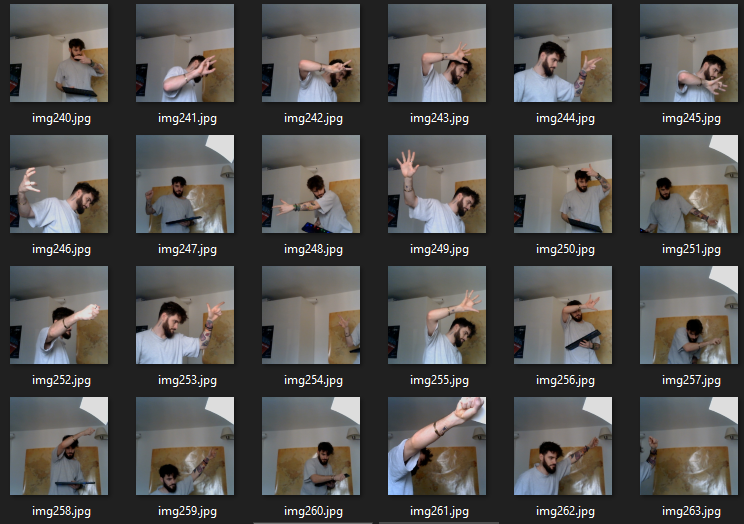 img240.jpg img241.jpg img242.jpg img243.jpg img244.jpg img245.jpg
img246.jpg img247.jpg img248.jpg img249.jpg img250.jpg img251.jpg
img252.jpg img253.jpg img254.jpg img255.jpg img256.jpg img257.jpg
img258.jpg img259.jpg img260.jpg img261.jpg img262.jpg img263.jpg